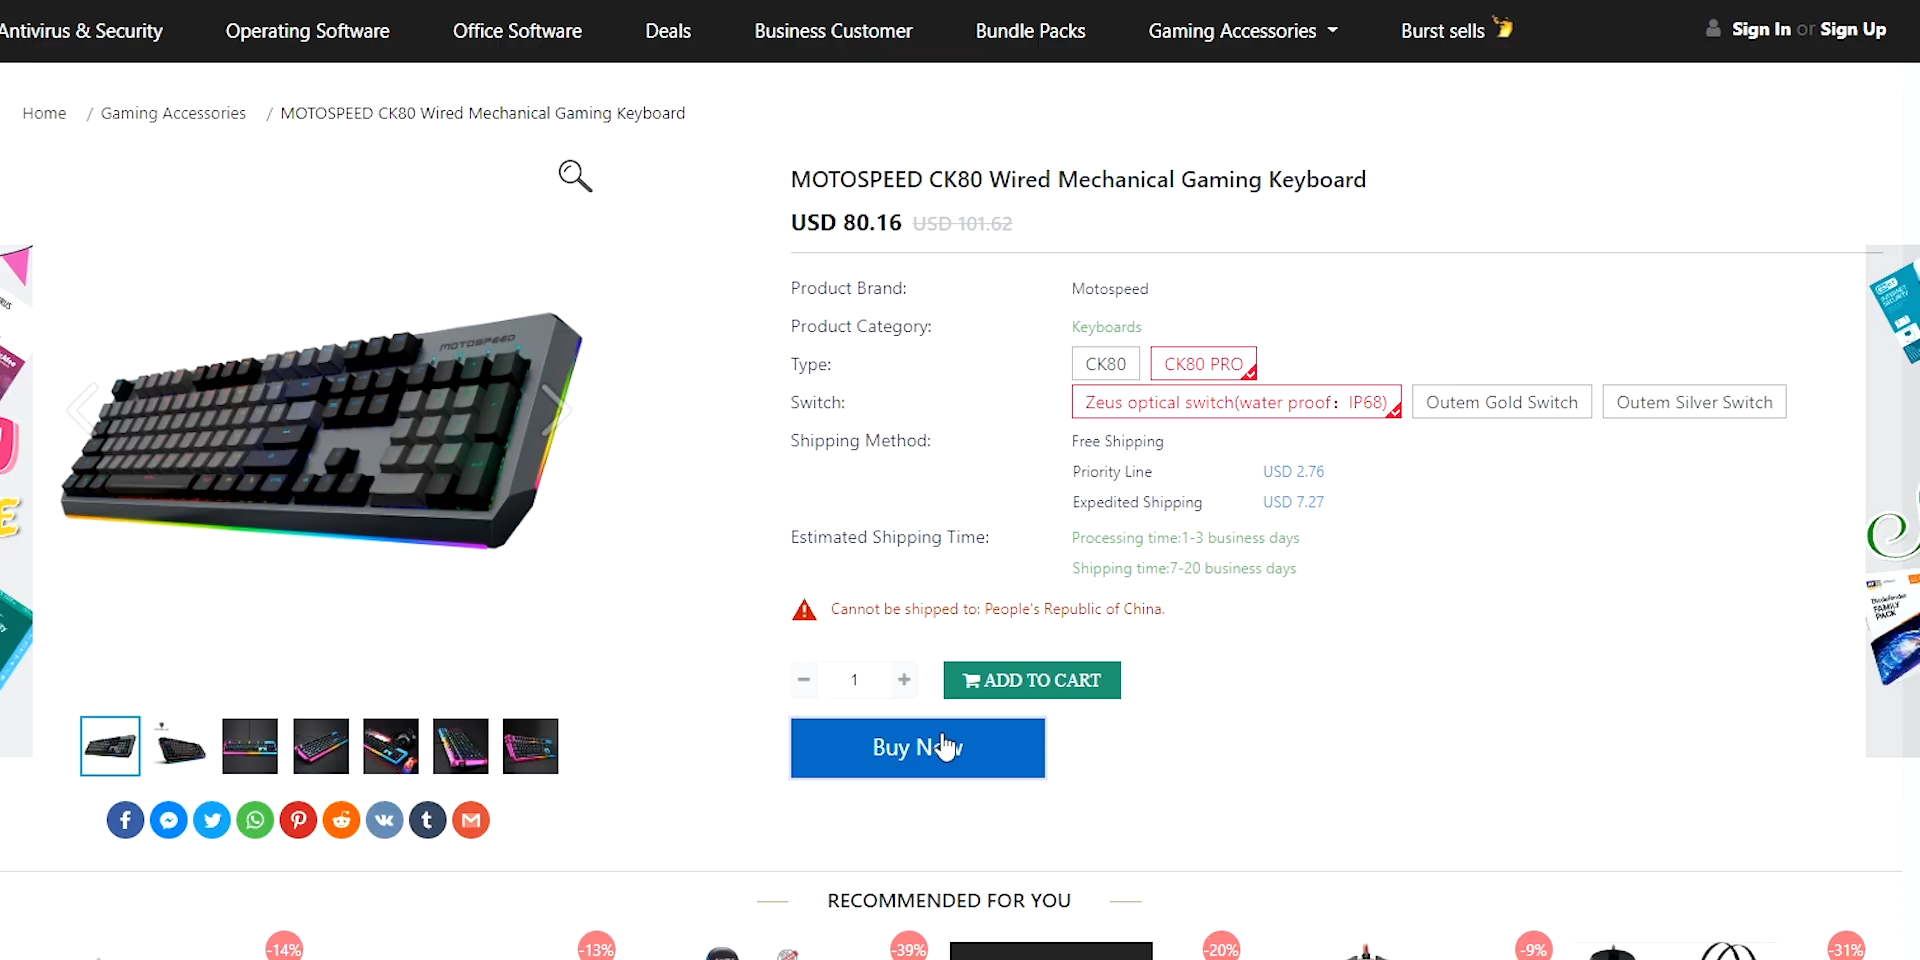 Antivirus & Security Operating Software Office Software Deals Business Customer Bundle Packs Gaming Accessories Burst sells Sign In or Sign Up
Home / Gaming Accessories / MOTOSPEED CK80 Wired Mechanical Gaming Keyboard
MOTOSPEED CK80 Wired Mechanical Gaming Keyboard
USD 80.16 USD 101.62
Product Brand: Motospeed
Product Category: Keyboards
Type: CK80 CK80 PRO
Switch: Zeus optical switch(water proof：IP68) Outem Gold Switch Outem Silver Switch
Shipping Method: Free Shipping
Priority Line USD 2.76
Expedited Shipping USD 7.27
Estimated Shipping Time: Processing time:1-3 business days
Shipping time:7-20 business days
Cannot be shipped to: People's Republic of China.
1 ADD TO CART
Buy Now
MOTOSPEED
INTERNET
SECURITY
FAMILY
PACK
RECOMMENDED FOR YOU
-14% -13% -39% -20% -9% -31%